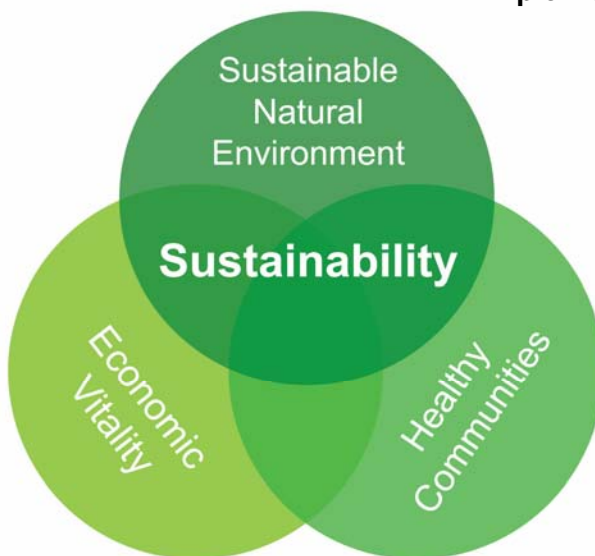 Sustainable
Natural
Environment
Sustainability
Economic
Vitality
Healthy
Communities